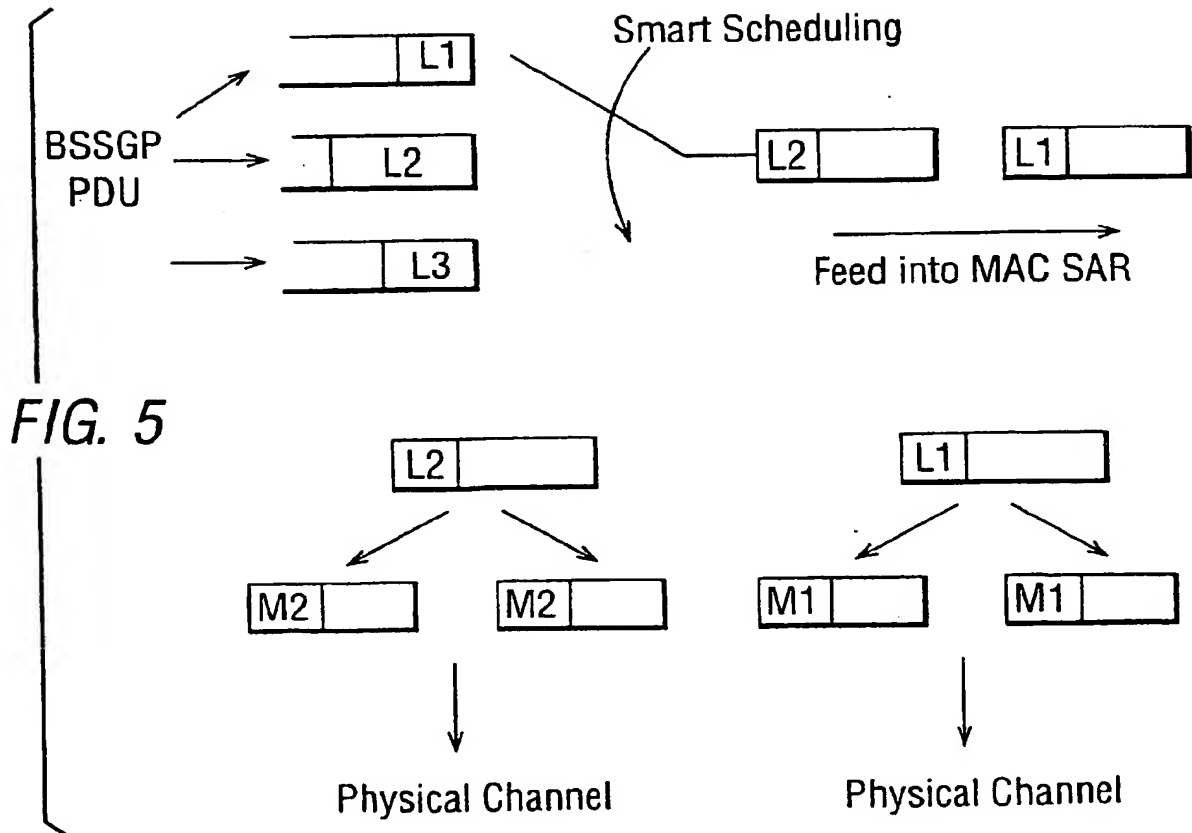 Smart Scheduling
L1
BSSGP
PDU
L2
L2
L1
L3
Feed into MAC SAR
FIG. 5
L2
L1
M2
M2
M1
M1
Physical Channel
Physical Channel